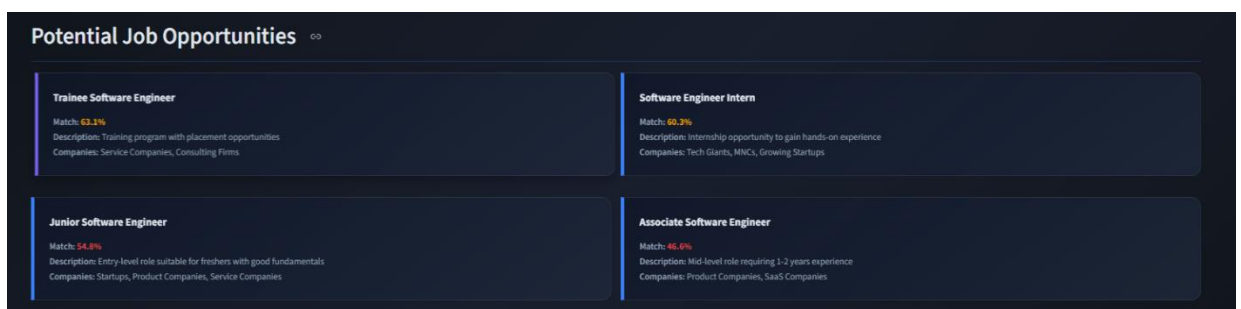 Potential Job Opportunities
Trainee Software Engineer
Match: 63.1%
Description: Training program with placement opportunities
Companies: Service Companies, Consulting Firms
Software Engineer Intern
Match: 60.3%
Description: Internship opportunity to gain hands-on experience
Companies: Tech Giants, MNCs, Growing Startups
Junior Software Engineer
Match: 54.8%
Description: Entry-level role suitable for freshers with good fundamentals
Companies: Startups, Product Companies, Service Companies
Associate Software Engineer
Match: 46.6%
Description: Mid-level role requiring 1-2 years experience
Companies: Product Companies, SaaS Companies